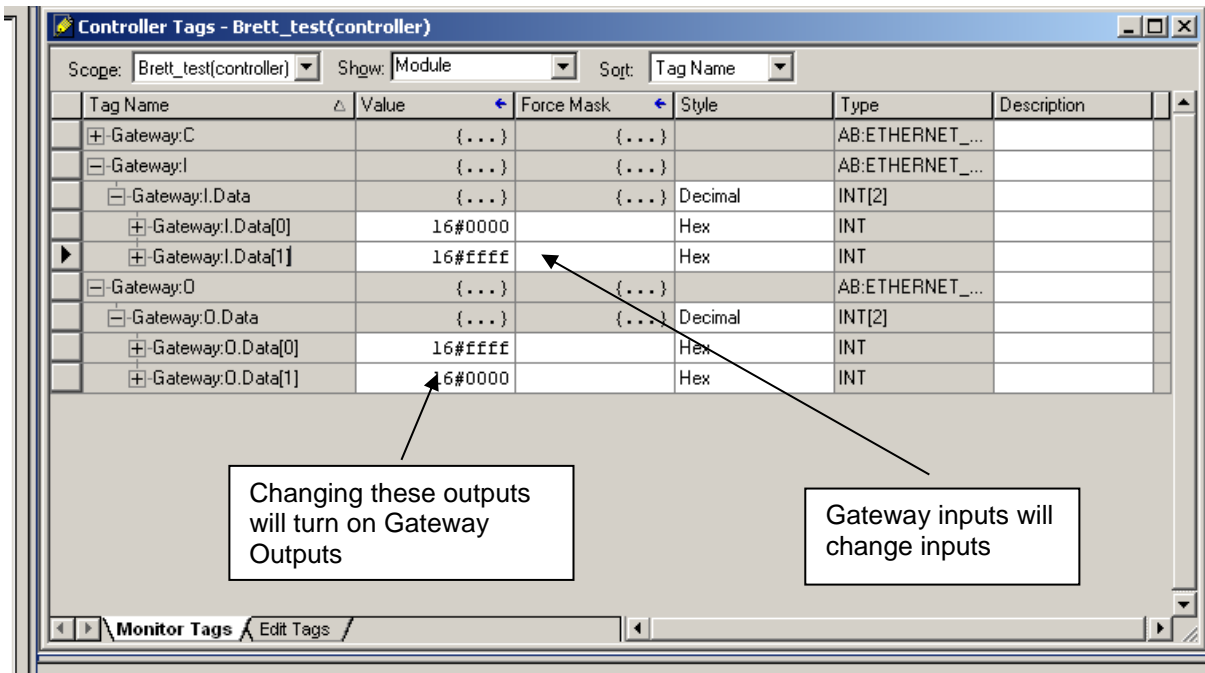 Controller Tags - Brett_test(controller)
Scope: Brett_test(controller) Show: Module Sort: Tag Name
Tag Name Value Force Mask Style Type Description
Gateway:C {...} {...} AB:ETHERNET_...
Gateway:I {...} {...} AB:ETHERNET_...
Gateway:I.Data {...} {...} Decimal INT[2]
Gateway:I.Data[0] 16#0000 Hex INT
Gateway:I.Data[1] 16#ffff Hex INT
Gateway:O {...} {...} AB:ETHERNET_...
Gateway:O.Data {...} {...} Decimal INT[2]
Gateway:O.Data[0] 16#ffff Hex INT
Gateway:O.Data[1] 16#0000 Hex INT
Changing these outputs
will turn on Gateway
Outputs
Gateway inputs will
change inputs
Monitor Tags Edit Tags